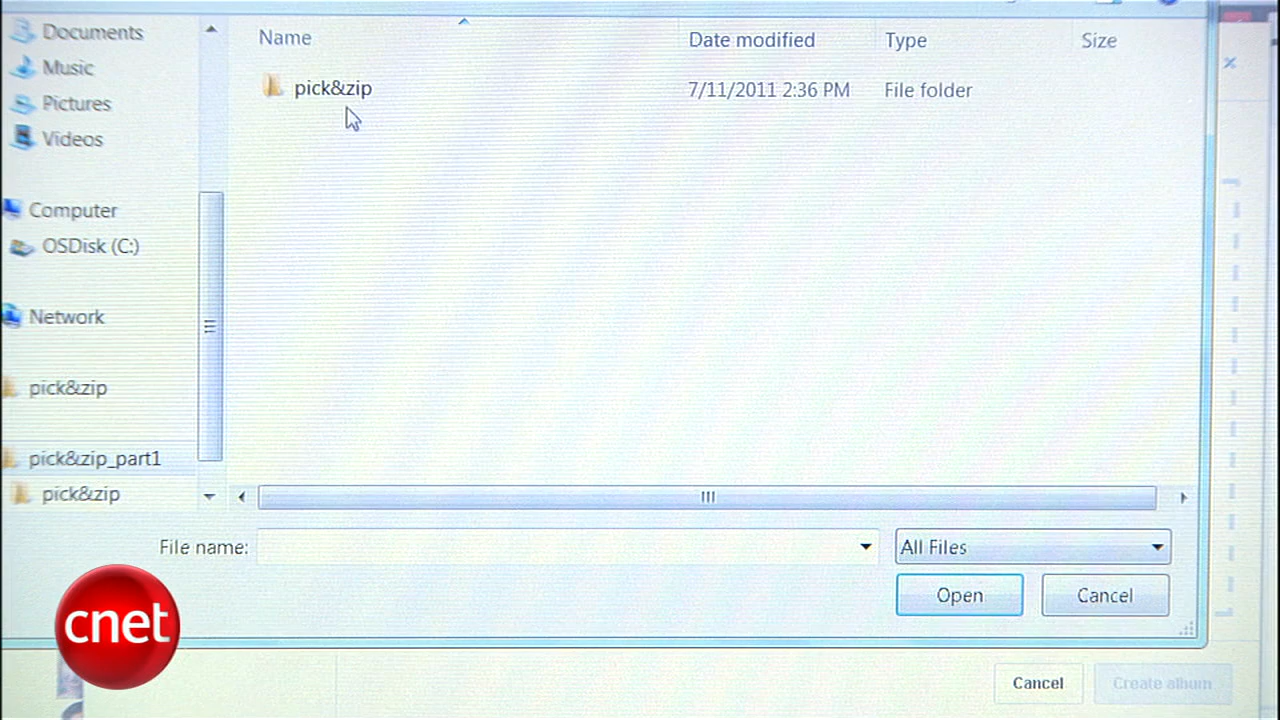 Documents
Music
Pictures
Videos
Computer
OSDisk (C:)
Network
pick&zip
pick&zip_part1
pick&zip
Name Date modified Type Size
pick&zip 7/11/2011 2:36 PM File folder
File name:
All Files
Open Cancel
cnet
Cancel Create album